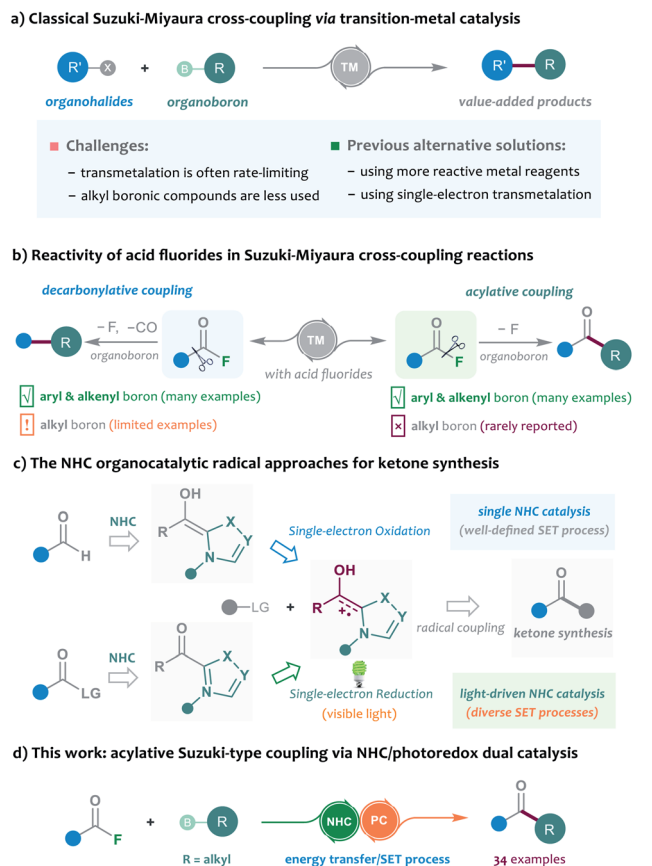 a) Classical Suzuki-Miyaura cross-coupling via transition-metal catalysis
R' X + B R TM R' R
organohalides organoboron value-added products
Challenges: Previous alternative solutions:
– transmetalation is often rate-limiting – using more reactive metal reagents
– alkyl boronic compounds are less used – using single-electron transmetalation
b) Reactivity of acid fluorides in Suzuki-Miyaura cross-coupling reactions
decarbonylative coupling acylative coupling
R – F, –CO organoboron O F TM with acid fluorides O F – F organoboron O R
√ aryl & alkenyl boron (many examples) √ aryl & alkenyl boron (many examples)
! alkyl boron (limited examples) × alkyl boron (rarely reported)
c) The NHC organocatalytic radical approaches for ketone synthesis
O H NHC OH R X Y N Single-electron Oxidation single NHC catalysis
(well-defined SET process)
LG + OH R X Y N +• radical coupling O ketone synthesis
O LG NHC O R X Y N Single-electron Reduction light-driven NHC catalysis
(visible light) (diverse SET processes)
d) This work: acylative Suzuki-type coupling via NHC/photoredox dual catalysis
O F + B R NHC PC O R
R = alkyl energy transfer/SET process 34 examples